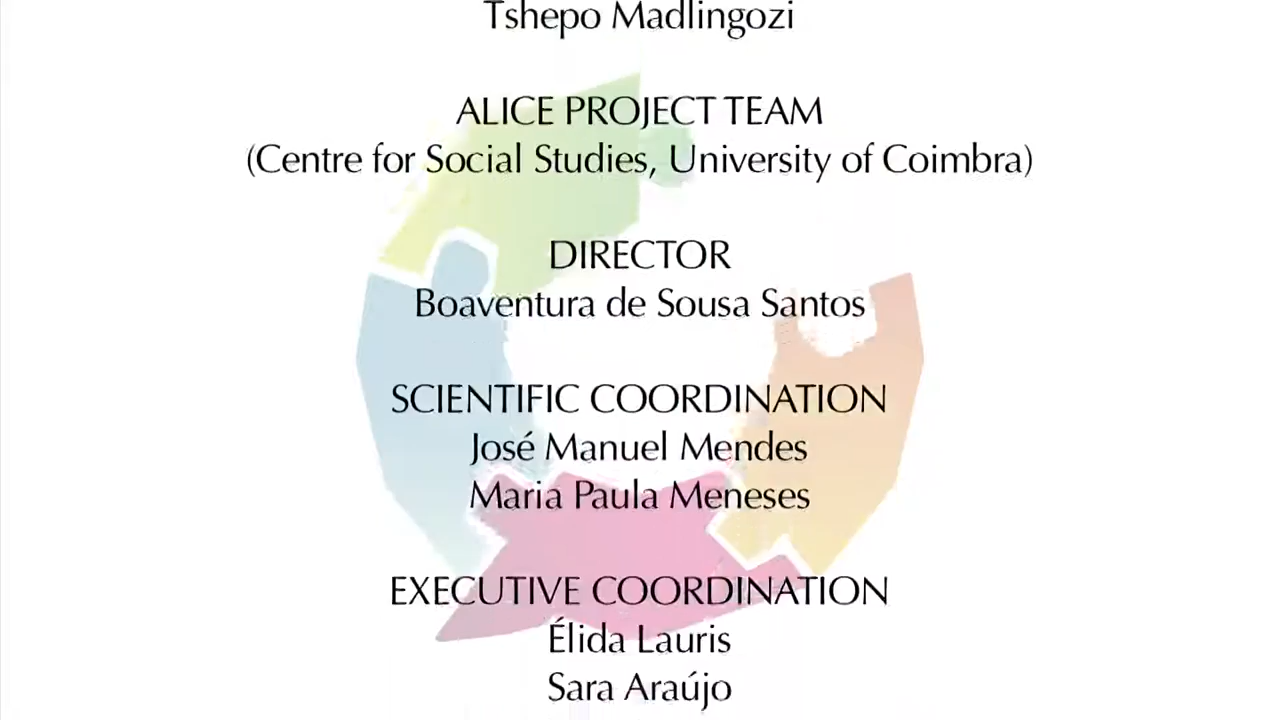 Tshepo Madlingozi
ALICE PROJECT TEAM
(Centre for Social Studies, University of Coimbra)
DIRECTOR
Boaventura de Sousa Santos
SCIENTIFIC COORDINATION
José Manuel Mendes
Maria Paula Meneses
EXECUTIVE COORDINATION
Élida Lauris
Sara Araújo